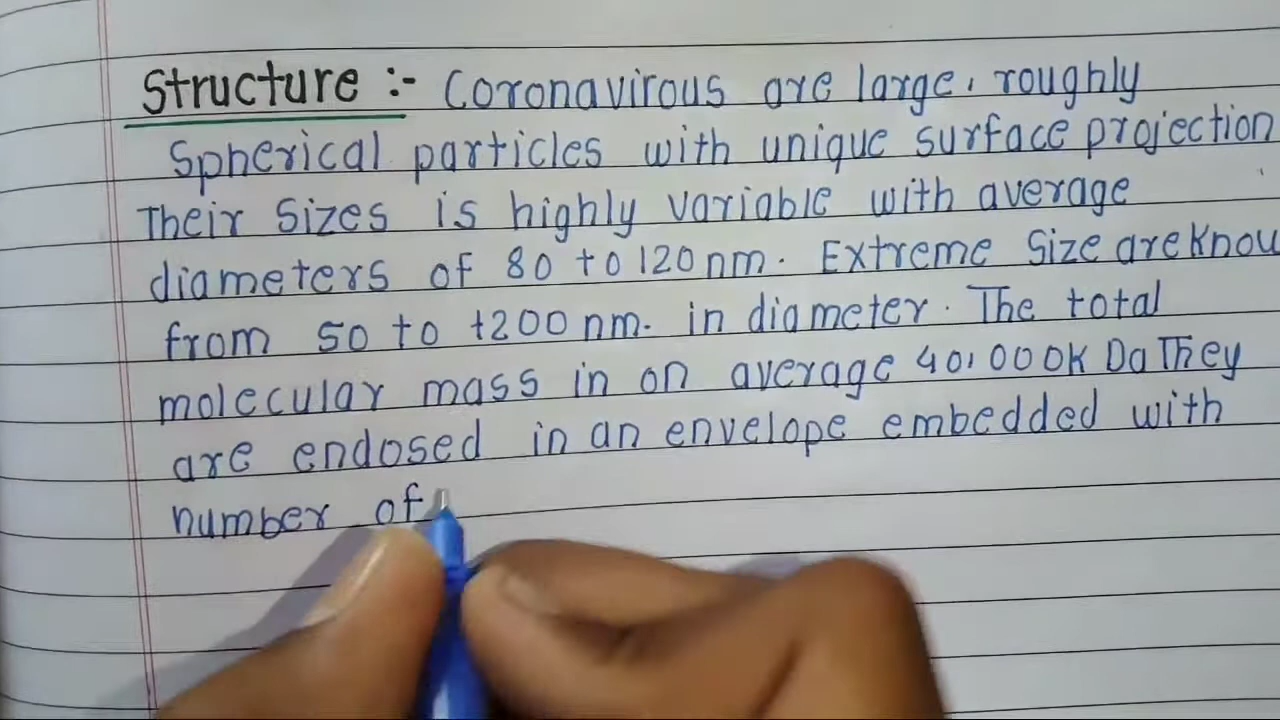 Structure :- Coronavirous are large, roughly
Spherical particles with unique surface projection
Their Sizes is highly variable with average
diameters of 80 to 120 nm. Extreme Size are Know
from 50 to +200 nm. in diameter. The total
molecular mass in on average 40,000K Da They
are endosed in an envelope embedded with
number of